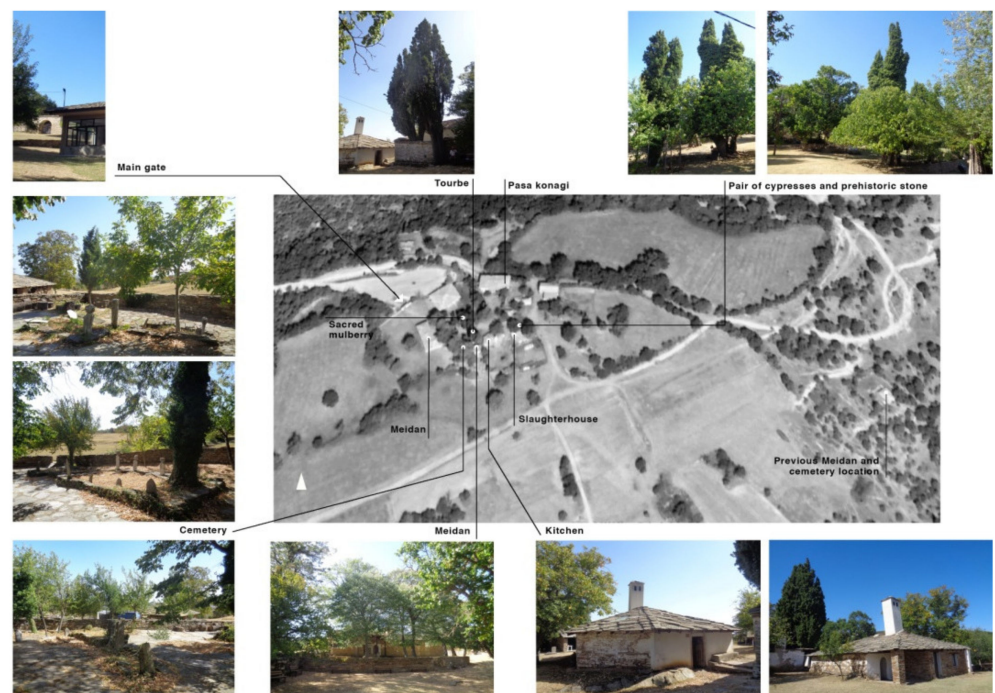 Main gate
Tourbe
Pasa konagi
Pair of cypresses and prehistoric stone
Sacred
mulberry
Meidan
Slaughterhouse
Previous Meidan and
cemetery location
Cemetery
Meidan
Kitchen